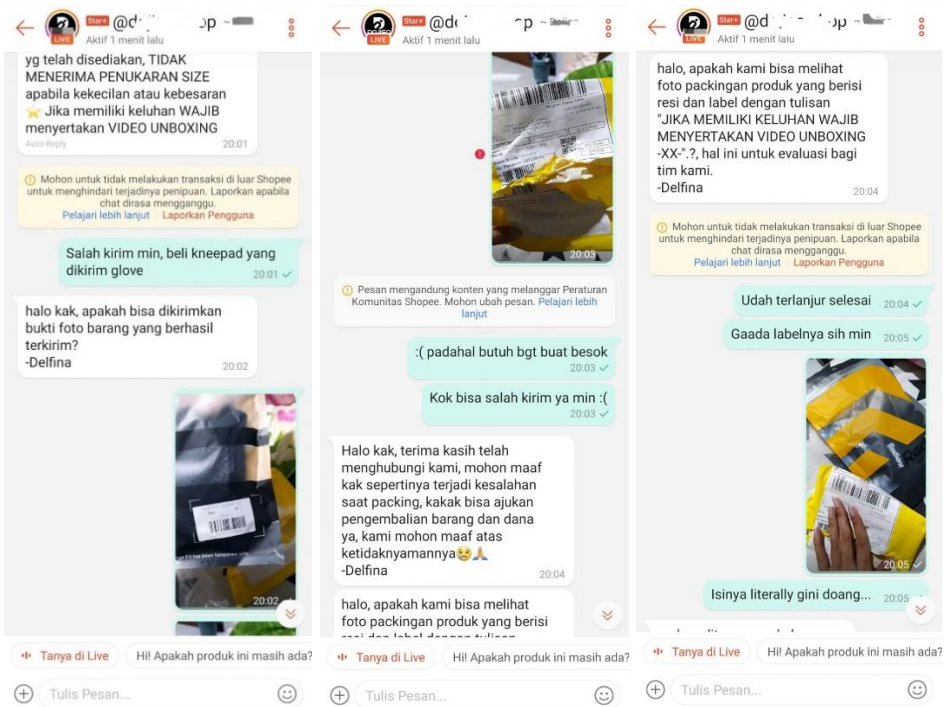 Star+ @d
LIVE Aktif 1 menit lalu
yg telah disediakan, TIDAK
MENERIMA PENUKARAN SIZE
apabila kekecilan atau kebesaran
⭐ Jika memiliki keluhan WAJIB
menyertakan VIDEO UNBOXING
Auto-Reply 20:01
Mohon untuk tidak melakukan transaksi di luar Shopee
untuk menghindari terjadinya penipuan. Laporkan apabila
chat dirasa mengganggu.
Pelajari lebih lanjut | Laporkan Pengguna
Salah kirim min, beli kneepad yang
dikirim glove 20:01
halo kak, apakah bisa dikirimkan
bukti foto barang yang berhasil
terkirim?
-Delfina 20:02
20:02
Tanya di Live
Hi! Apakah produk ini masih ada?
Tulis Pesan...
Star+ @d
LIVE Aktif 1 menit lalu
20:03
Pesan mengandung konten yang melanggar Peraturan
Komunitas Shopee. Mohon ubah pesan. Pelajari lebih
lanjut
:( padahal butuh bgt buat besok
20:03
Kok bisa salah kirim ya min :(
20:03
Halo kak, terima kasih telah
menghubungi kami, mohon maaf
kak sepertinya terjadi kesalahan
saat packing, kakak bisa ajukan
pengembalian barang dan dana
ya, kami mohon maaf atas
ketidaknyamannya😢🙏
-Delfina 20:04
halo, apakah kami bisa melihat
foto packingan produk yang berisi
resi dan label dengan tulisan
Tanya di Live
Hi! Apakah produk ini masih ada?
Tulis Pesan...
Star+ @d
LIVE Aktif 1 menit lalu
halo, apakah kami bisa melihat
foto packingan produk yang berisi
resi dan label dengan tulisan
"JIKA MEMILIKI KELUHAN WAJIB
MENYERTAKAN VIDEO UNBOXING
-XX-".?, hal ini untuk evaluasi bagi
tim kami.
-Delfina 20:04
Mohon untuk tidak melakukan transaksi di luar Shopee
untuk menghindari terjadinya penipuan. Laporkan apabila
chat dirasa mengganggu.
Pelajari lebih lanjut | Laporkan Pengguna
Udah terlanjur selesai 20:04
Gaada labelnya sih min 20:05
20:05
Isinya literally gini doang... 20:05
Tanya di Live
Hi! Apakah produk ini masih ada?
Tulis Pesan...